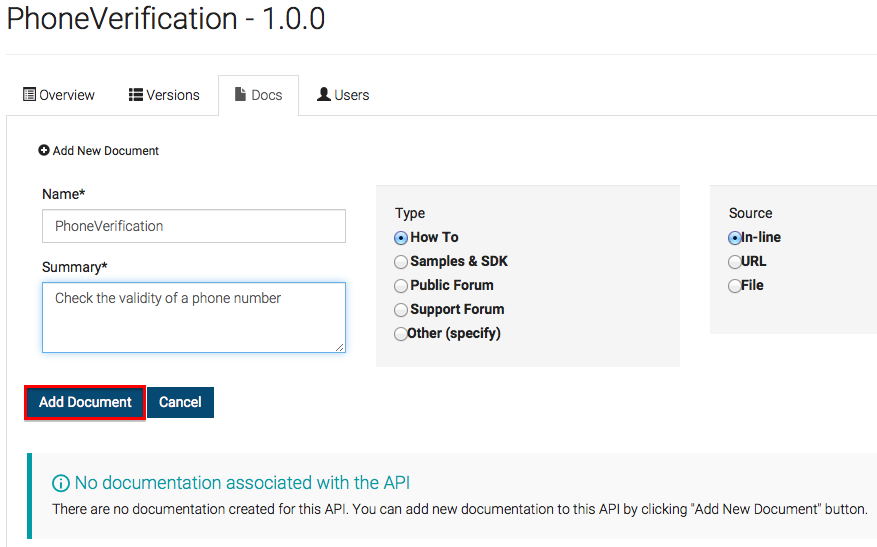 PhoneVerification - 1.0.0
Overview Versions Docs Users
Add New Document
Name*
PhoneVerification
Summary*
Check the validity of a phone number
Type
How To
Samples & SDK
Public Forum
Support Forum
Other (specify)
Source
In-line
URL
File
Add Document Cancel
No documentation associated with the API
There are no documentation created for this API. You can add new documentation to this API by clicking "Add New Document" button.